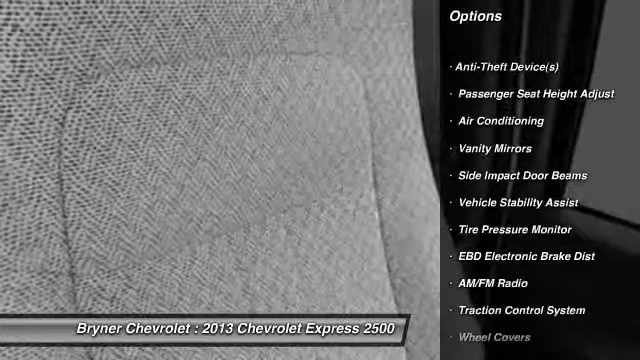 Options
· Anti-Theft Device(s)
· Passenger Seat Height Adjust
· Air Conditioning
· Vanity Mirrors
· Side Impact Door Beams
· Vehicle Stability Assist
· Tire Pressure Monitor
· EBD Electronic Brake Dist
· AM/FM Radio
· Traction Control System
· Wheel Covers
Bryner Chevrolet : 2013 Chevrolet Express 2500